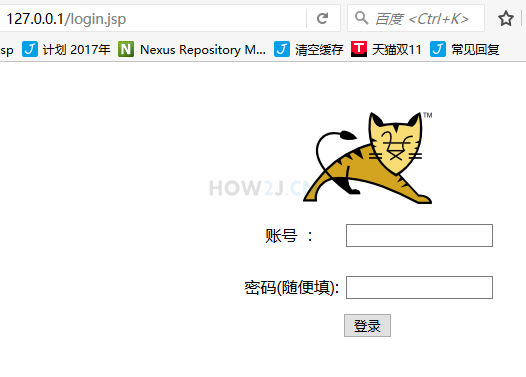 127.0.0.1/login.jsp 百度 <Ctrl+K>
sp 计划 2017年 Nexus Repository M... 清空缓存 天猫双11 常见回复
TM
HOW2J.CN
账号 ：
密码(随便填):
登录